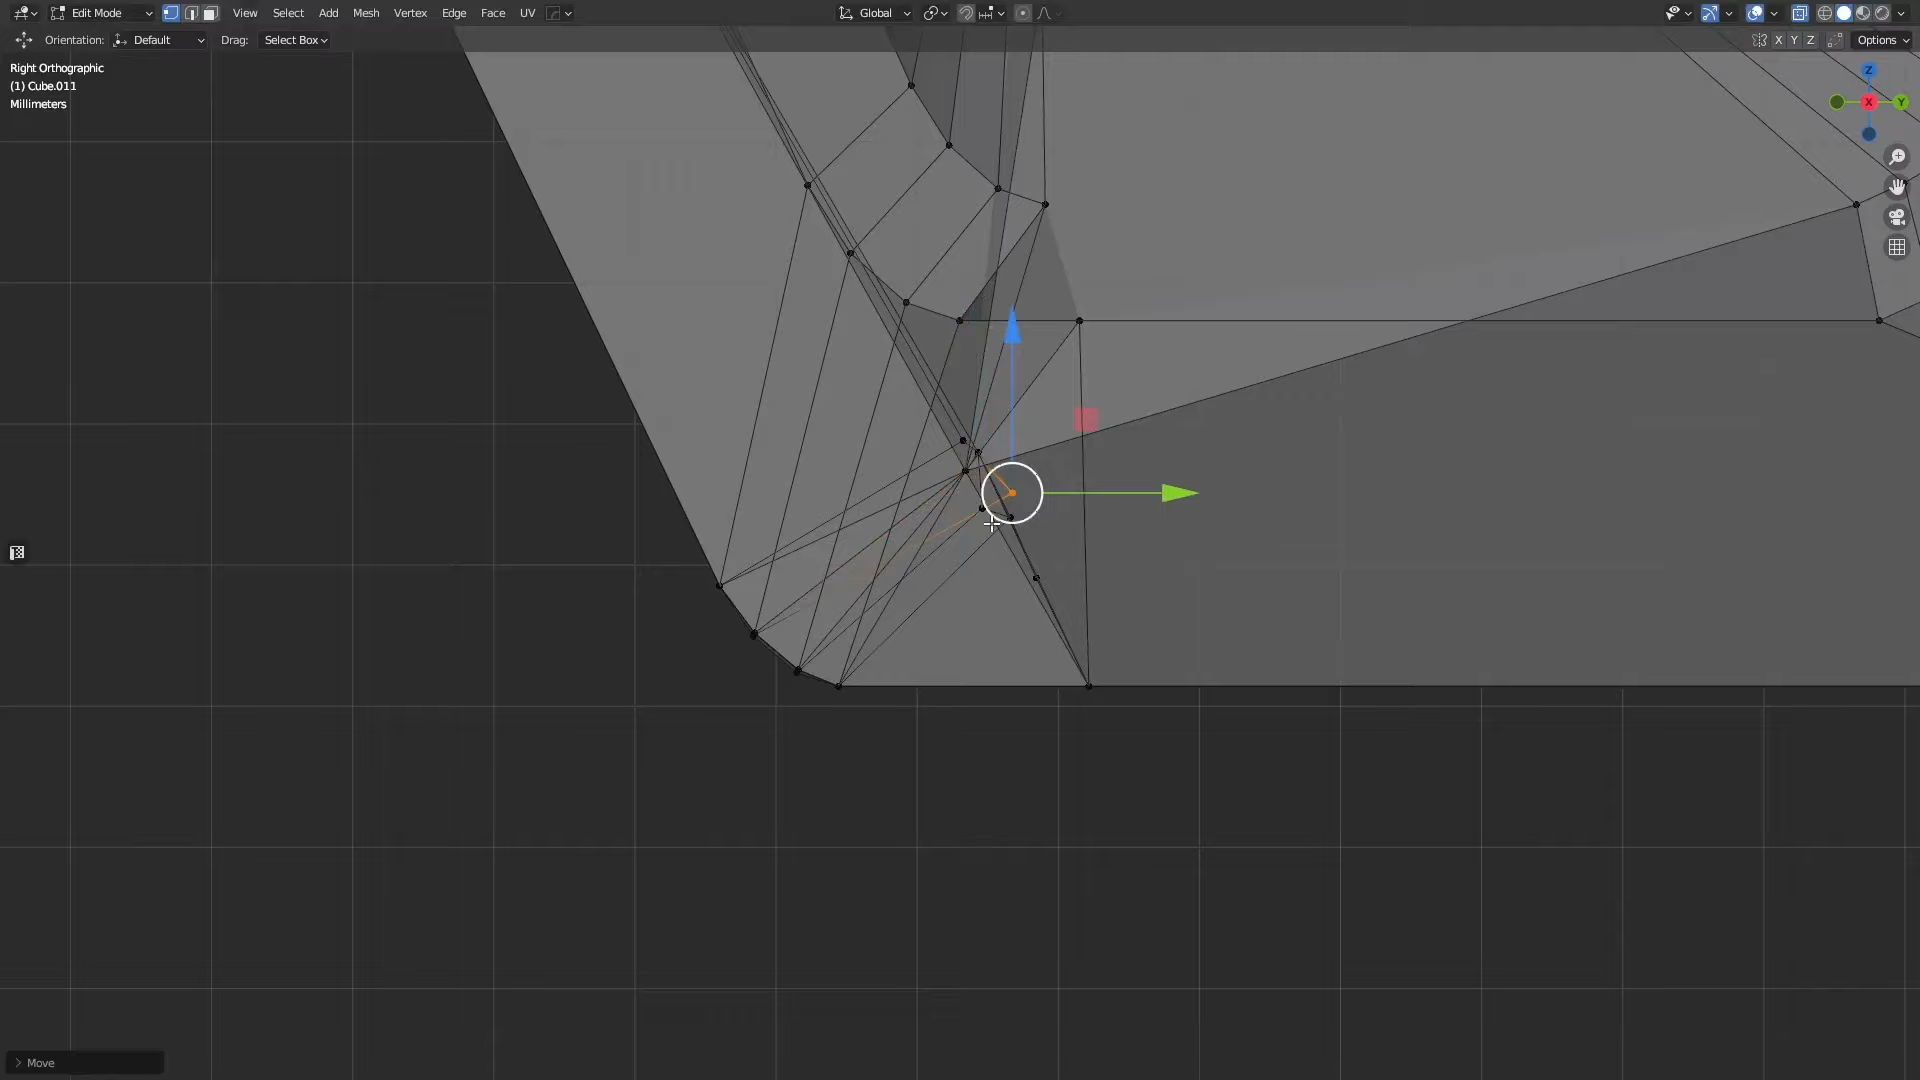 Edit Mode View Select Add Mesh Vertex Edge Face UV Global
Orientation: Default Drag: Select Box X Y Z Options
Right Orthographic
(1) Cube.011
Millimeters
Z
X Y
Move